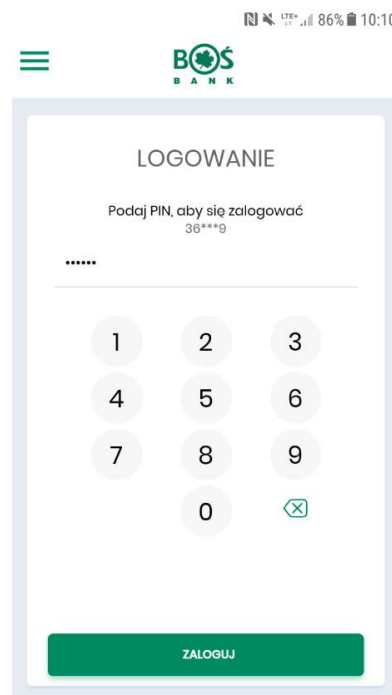 LTE+ 86% 10:10
BOŚ
BANK
LOGOWANIE
Podaj PIN, aby się zalogować
36***9
••••••
1 2 3
4 5 6
7 8 9
0
ZALOGUJ